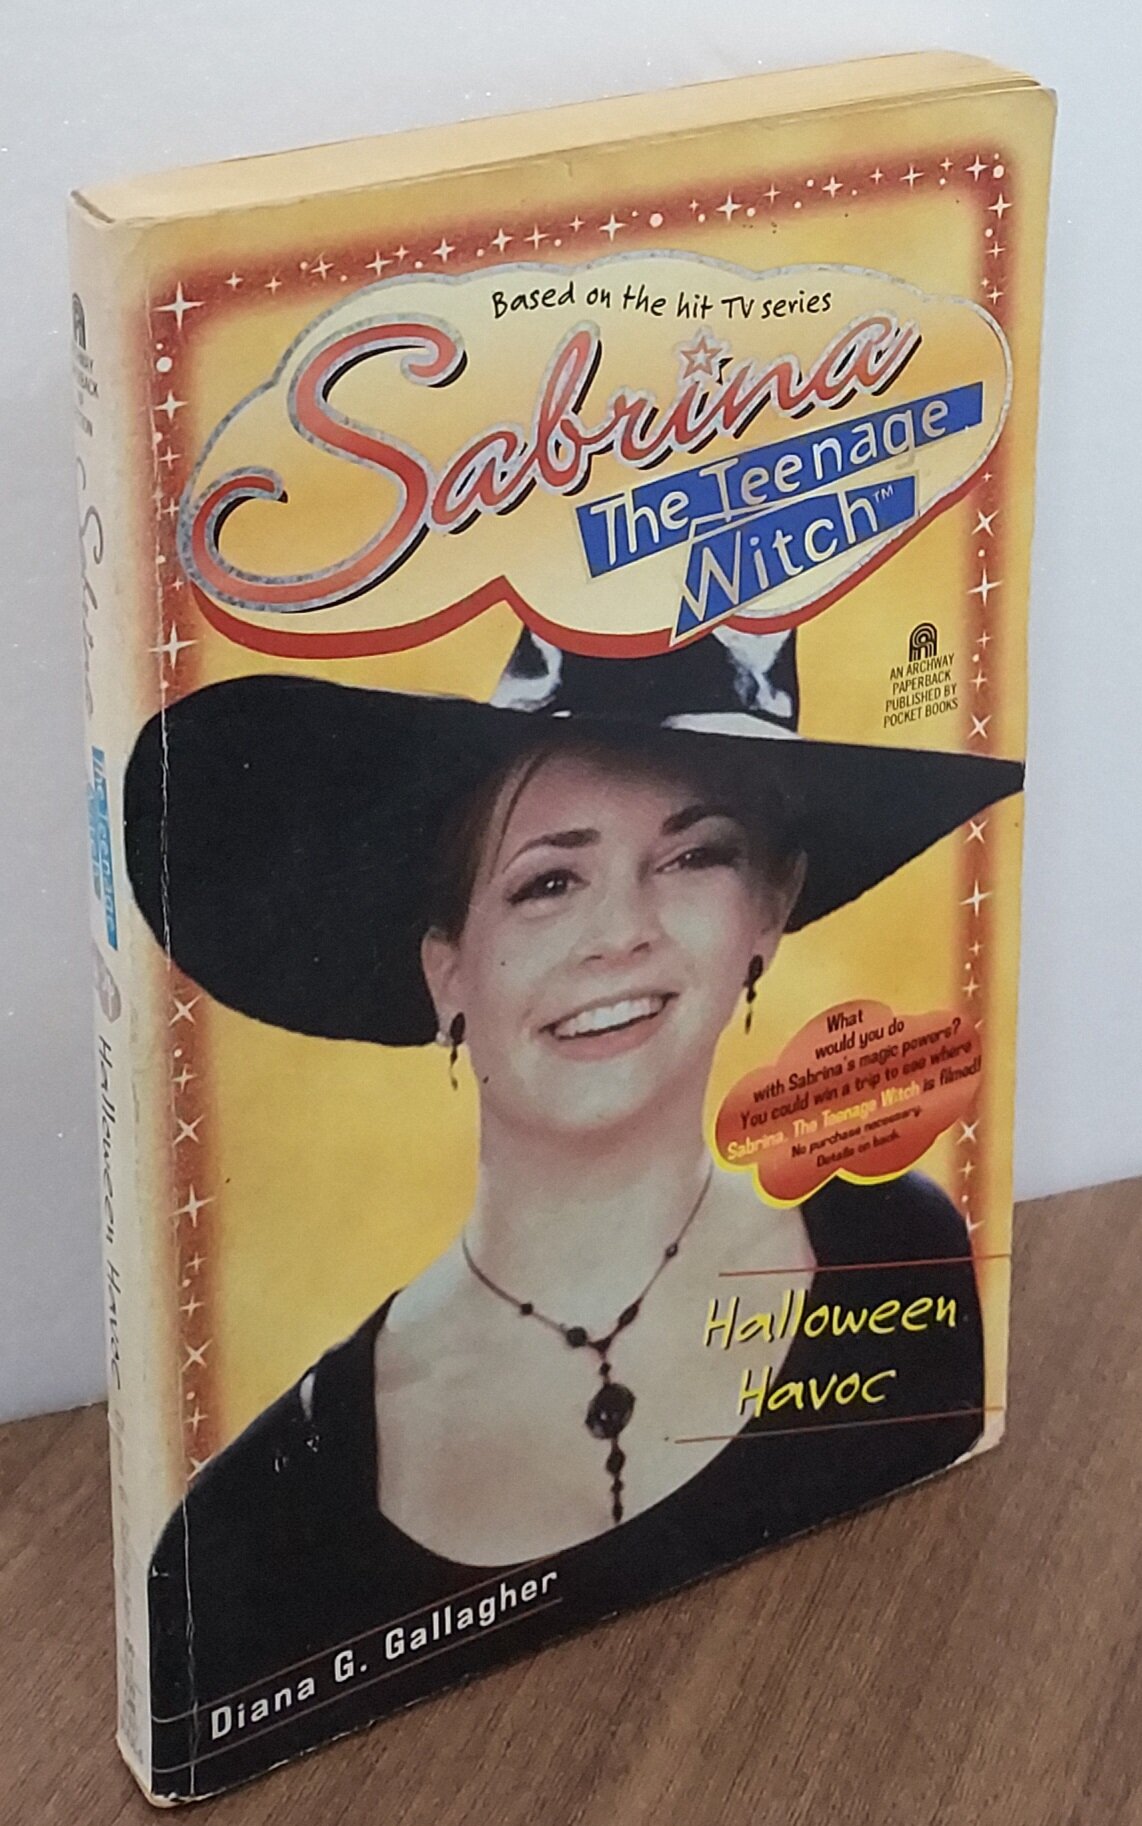 Based on the hit TV series
Sabrina
The Teenage
Witch™
AN ARCHWAY
PAPERBACK
PUBLISHED BY
POCKET BOOKS
What
would you do
with Sabrina's magic powers?
You could win a trip to see where
Sabrina, The Teenage Witch is filmed!
No purchase necessary.
Details on back.
Halloween
Havoc
Diana G. Gallagher
ARCHWAY
PAPERBACK
Sabrina
The Teenage
Witch
Halloween Havoc